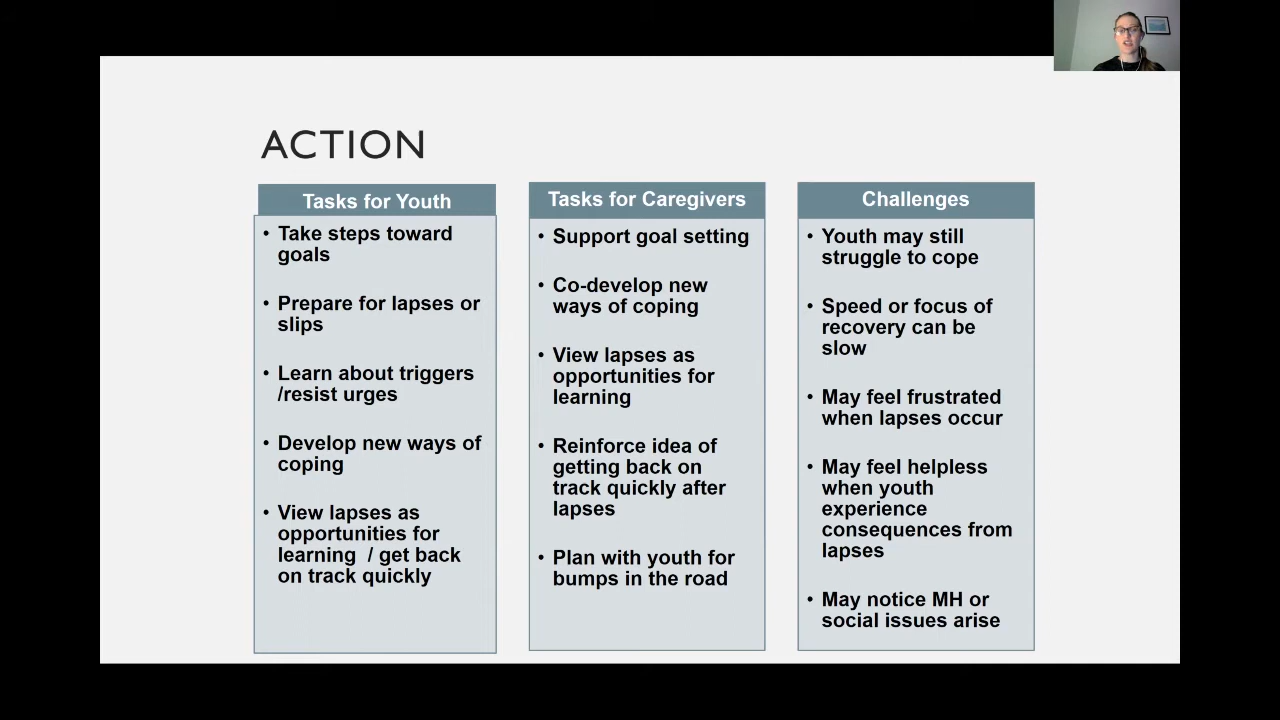 ACTION
Tasks for Youth
• Take steps toward
goals
• Prepare for lapses or
slips
• Learn about triggers
/resist urges
• Develop new ways of
coping
• View lapses as
opportunities for
learning / get back
on track quickly
Tasks for Caregivers
• Support goal setting
• Co-develop new
ways of coping
• View lapses as
opportunities for
learning
• Reinforce idea of
getting back on
track quickly after
lapses
• Plan with youth for
bumps in the road
Challenges
• Youth may still
struggle to cope
• Speed or focus of
recovery can be
slow
• May feel frustrated
when lapses occur
• May feel helpless
when youth
experience
consequences from
lapses
• May notice MH or
social issues arise